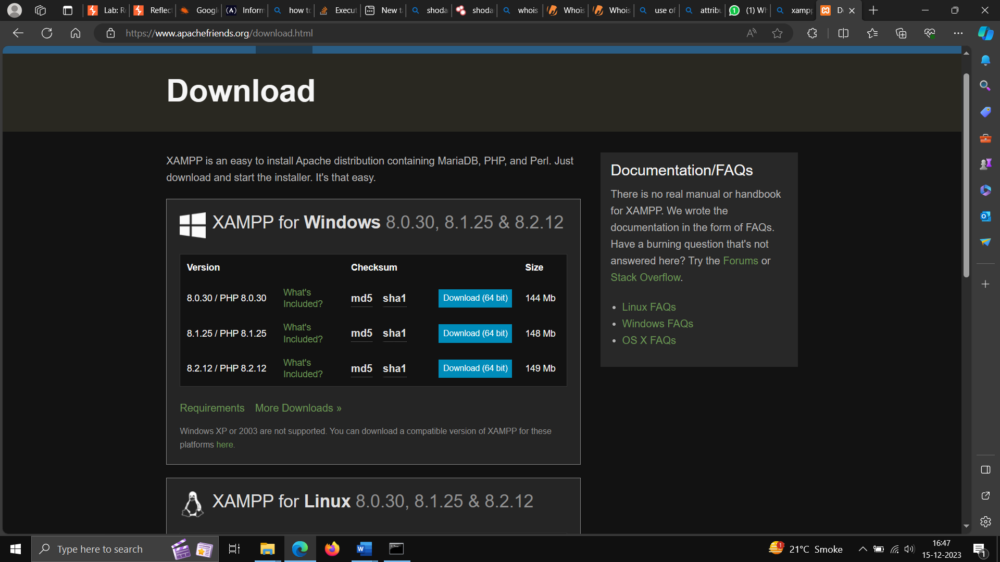 Lab: R
Reflect
Googl
Inform
how to
Execut
New t
shoda
shoda
whois
Whois
Whois
use of
attribu
(1) Wh
xampp
D
https://www.apachefriends.org/download.html
Download
XAMPP is an easy to install Apache distribution containing MariaDB, PHP, and Perl. Just
download and start the installer. It's that easy.
XAMPP for Windows 8.0.30, 8.1.25 & 8.2.12
Version Checksum Size
8.0.30 / PHP 8.0.30 What's Included? md5 sha1 Download (64 bit) 144 Mb
8.1.25 / PHP 8.1.25 What's Included? md5 sha1 Download (64 bit) 148 Mb
8.2.12 / PHP 8.2.12 What's Included? md5 sha1 Download (64 bit) 149 Mb
Requirements More Downloads »
Windows XP or 2003 are not supported. You can download a compatible version of XAMPP for these
platforms here.
XAMPP for Linux 8.0.30, 8.1.25 & 8.2.12
Documentation/FAQs
There is no real manual or handbook
for XAMPP. We wrote the
documentation in the form of FAQs.
Have a burning question that's not
answered here? Try the Forums or
Stack Overflow.
• Linux FAQs
• Windows FAQs
• OS X FAQs
Type here to search
21°C Smoke
16:47
15-12-2023
1